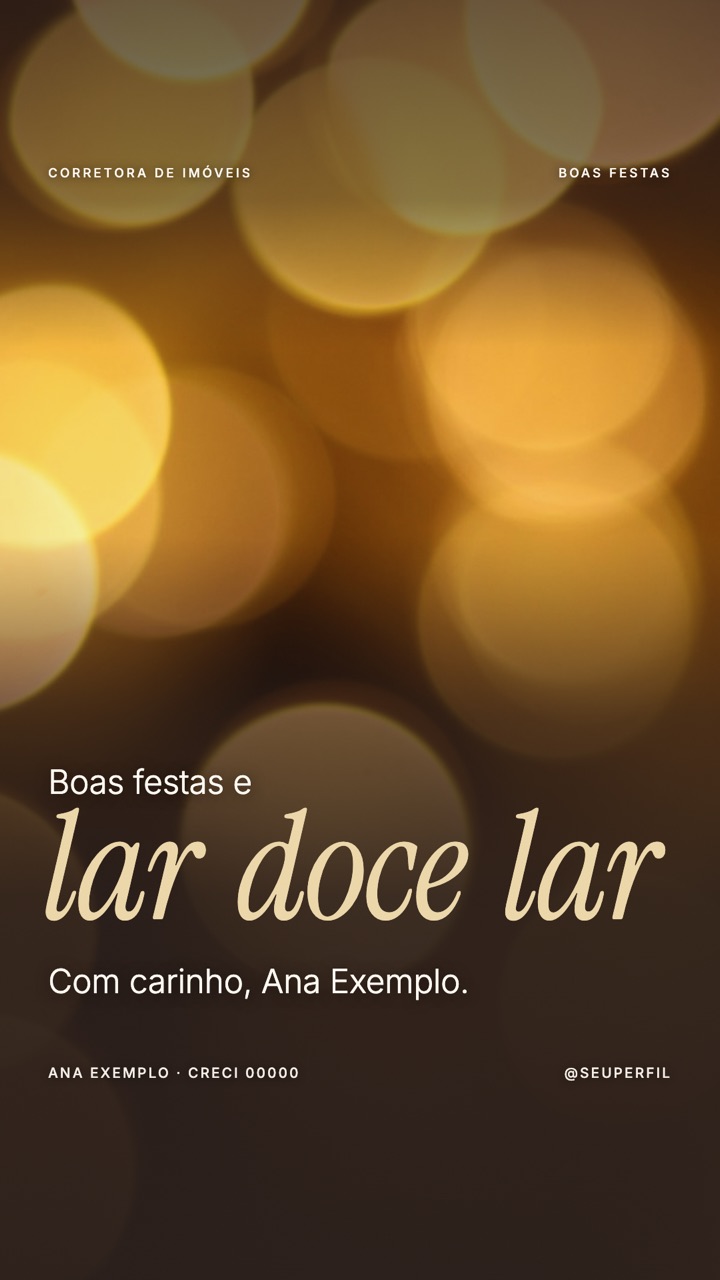 CORRETORA DE IMÓVEIS
BOAS FESTAS
Boas festas e
lar doce lar
Com carinho, Ana Exemplo.
ANA EXEMPLO · CRECI 00000
@SEUPERFIL